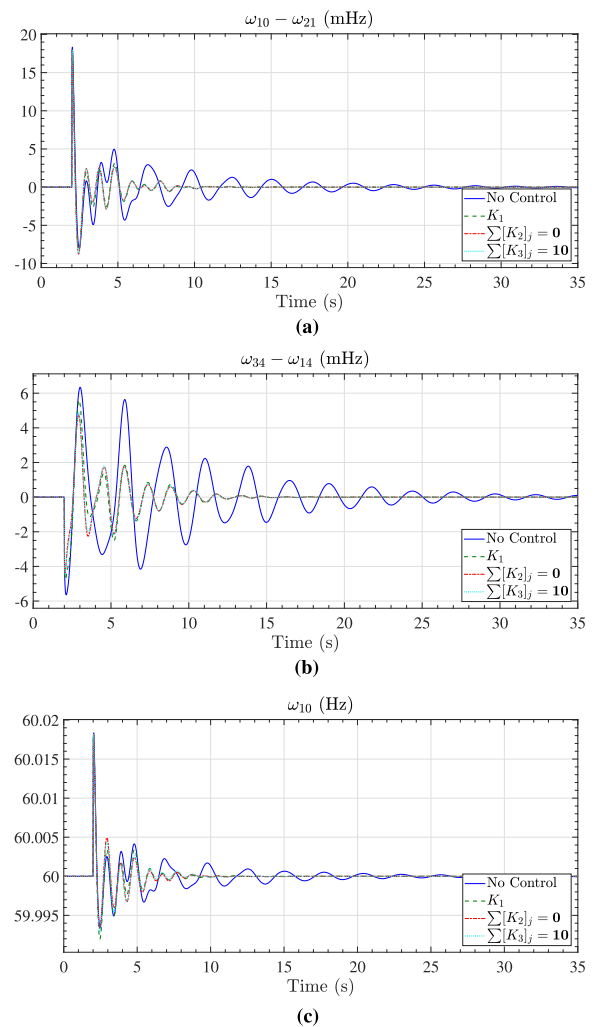 ω₁₀ − ω₂₁ (mHz)
20
15
10
5
0
-5
-10
No Control
K₁
∑[K₂]ⱼ = 0
∑[K₃]ⱼ = 10
0 5 10 15 20 25 30 35
Time (s)
(a)
ω₃₄ − ω₁₄ (mHz)
6
4
2
0
-2
-4
-6
No Control
K₁
∑[K₂]ⱼ = 0
∑[K₃]ⱼ = 10
0 5 10 15 20 25 30 35
Time (s)
(b)
ω₁₀ (Hz)
60.02
60.015
60.01
60.005
60
59.995
No Control
K₁
∑[K₂]ⱼ = 0
∑[K₃]ⱼ = 10
0 5 10 15 20 25 30 35
Time (s)
(c)